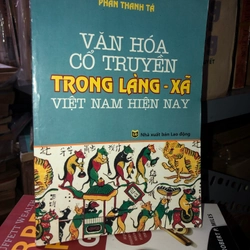 PHAN THANH TÁ
VĂN HÓA
CỔ TRUYỀN
TRONG LÀNG - XÃ
VIỆT NAM HIỆN NAY
Nhà xuất bản Lao động